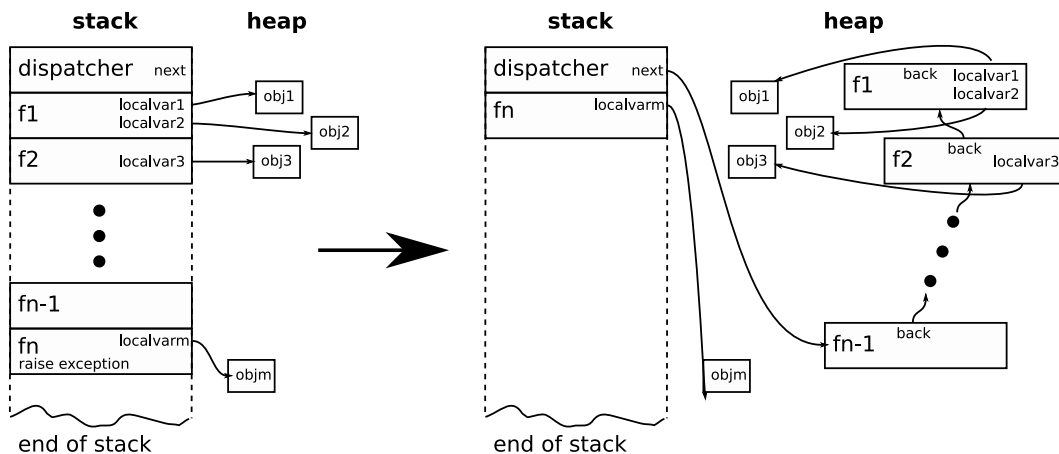 stack
heap
dispatcher
next
f1
localvar1
localvar2
obj1
obj2
f2
localvar3
obj3
fn-1
fn
localvarm
raise exception
objm
end of stack
stack
heap
dispatcher
next
fn
localvarm
obj1
back
localvar1
f1
localvar2
obj2
obj3
back
f2
localvar3
back
fn-1
objm
end of stack